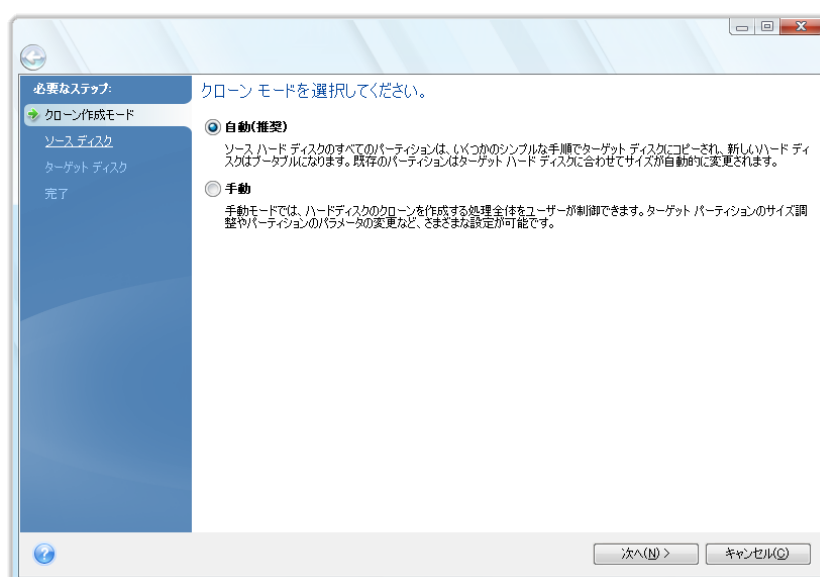 必要なステップ:
クローン作成モード
ソース ディスク
ターゲット ディスク
完了
クローン モードを選択してください。
自動(推奨)
ソース ハード ディスクのすべてのパーティションは、いくつかのシンプルな手順でターゲット ディスクにコピーされ、新しいハード ディ
スクはブータブルになります。既存のパーティションはターゲット ハード ディスクに合わせてサイズが自動的に変更されます。
手動
手動モードでは、ハードディスクのクローンを作成する処理全体をユーザーが制御できます。ターゲット パーティションのサイズ調
整やパーティションのパラメータの変更など、さまざまな設定が可能です。
次へ(N) >
キャンセル(C)